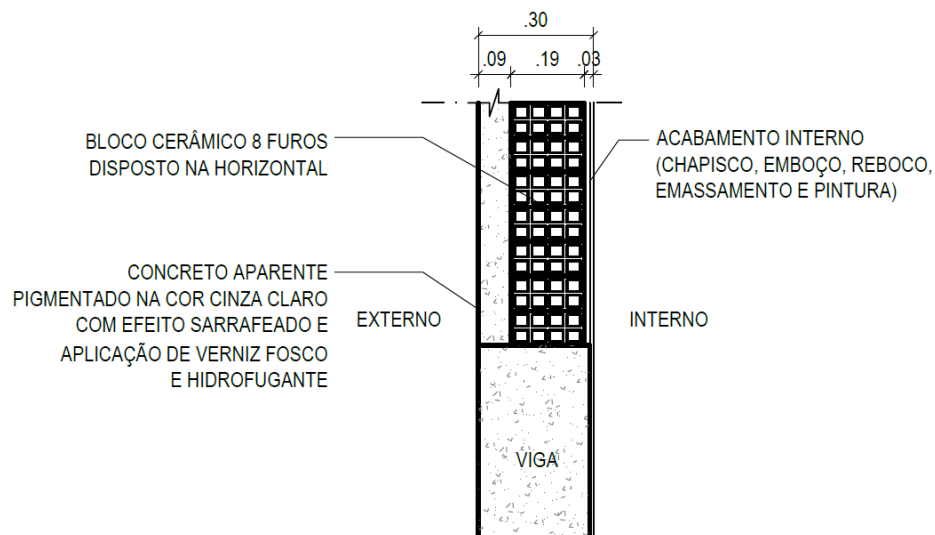 .30
.09 .19 .03
BLOCO CERÂMICO 8 FUROS
DISPOSTO NA HORIZONTAL
ACABAMENTO INTERNO
(CHAPISCO, EMBOÇO, REBOCO,
EMASSAMENTO E PINTURA)
CONCRETO APARENTE
PIGMENTADO NA COR CINZA CLARO
COM EFEITO SARRAFEADO E
APLICAÇÃO DE VERNIZ FOSCO
E HIDROFUGANTE
EXTERNO
INTERNO
VIGA